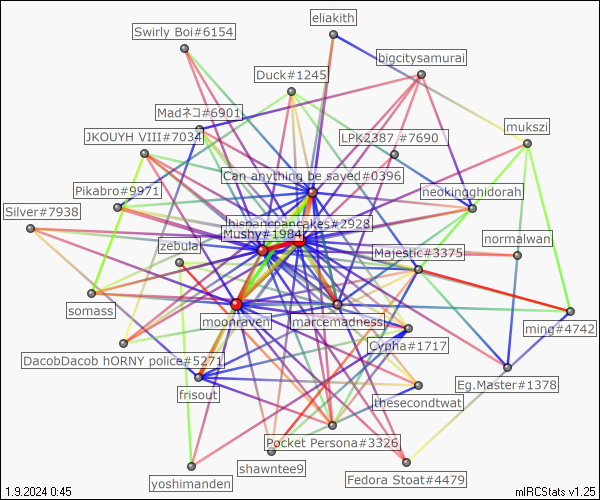 eliakith
Swirly Boi#6154
bigcitysamurai
Duck#1245
Madネコ#6901
mukszi
JKOUYH VIII#7034
LPK2387 #7690
Can anything be saved#0396
Pikabro#9971
neokingghidorah
Silver#7938
hispanicpancakes#2928
Mushy#1984
normalwan
zebula
Majestic#3375
somass
moonraven
marcemadness
ming#4742
Cypha#1717
DacobDacob hORNY police#5271
Eg.Master#1378
frisout
thesecondtwat
Pocket Persona#3326
shawntee9
Fedora Stoat#4479
yoshimanden
1.9.2024 0:45
mIRCStats v1.25